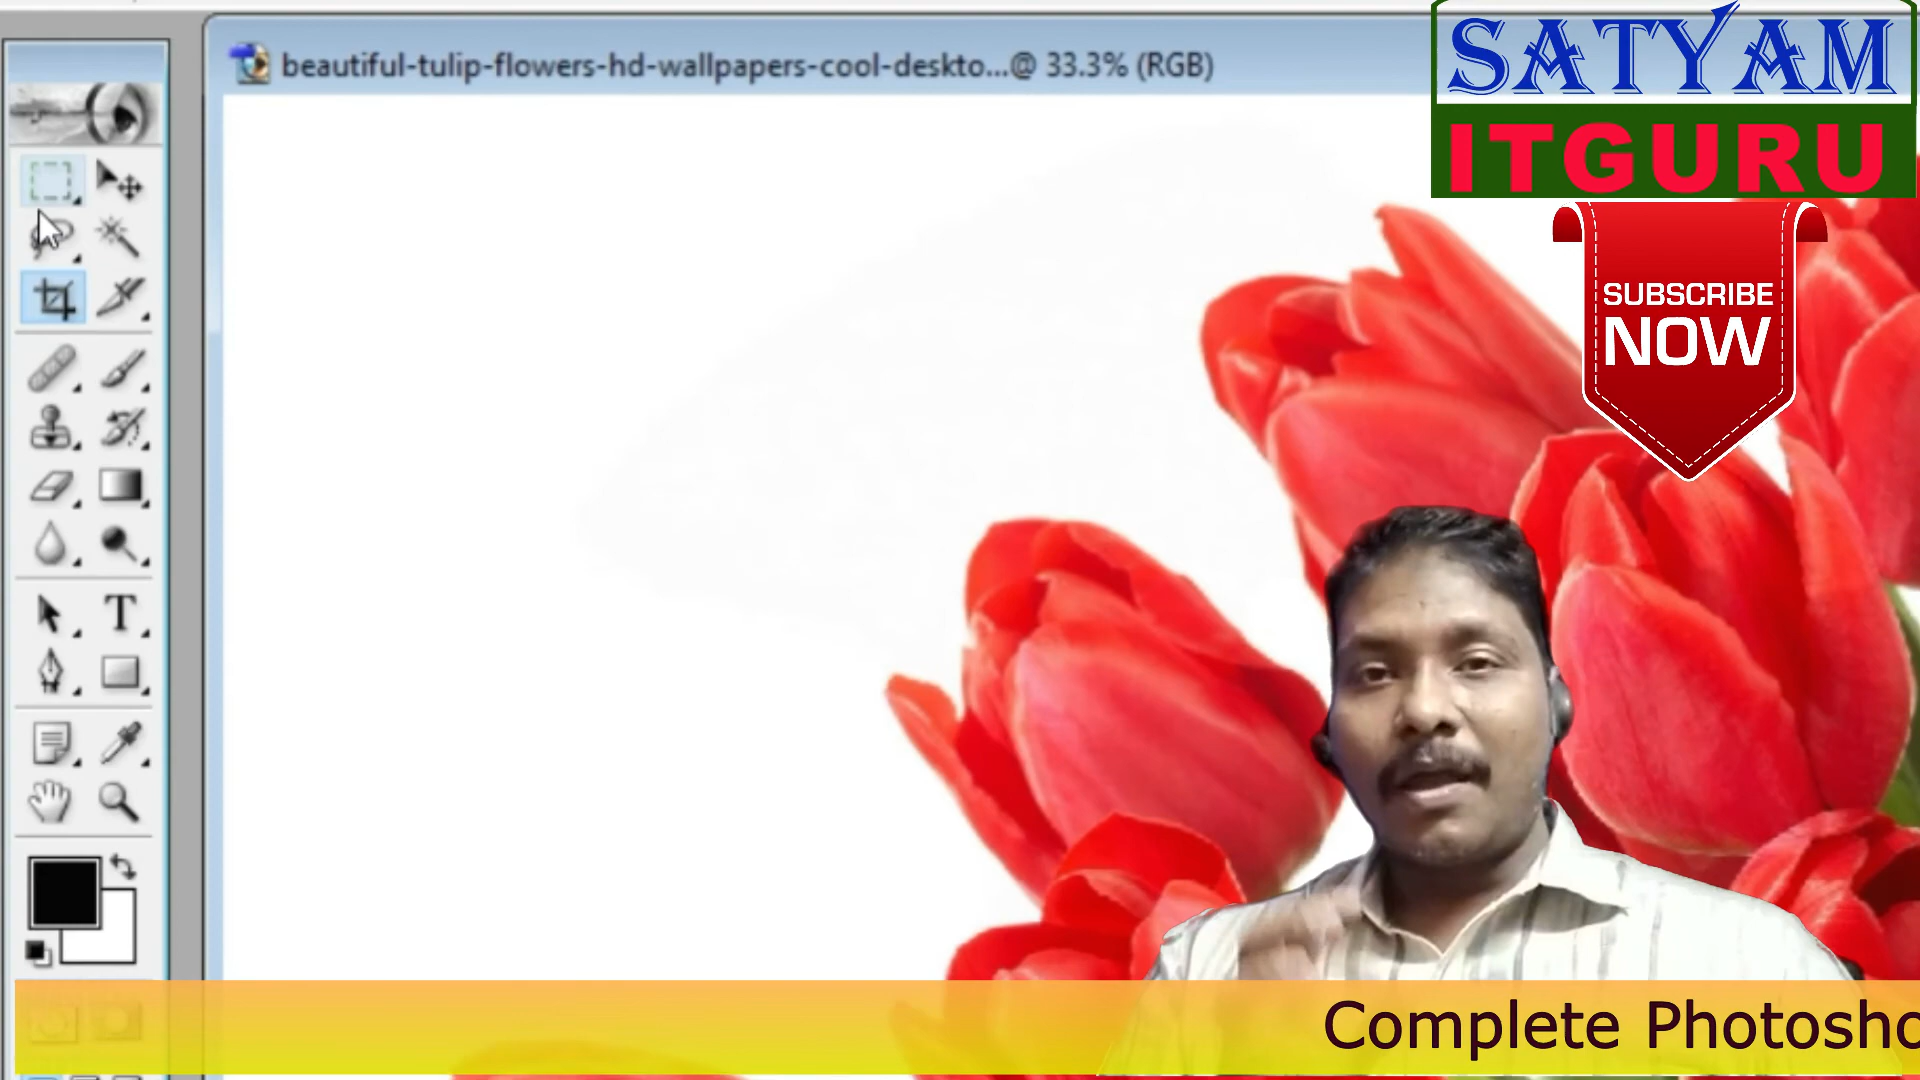 beautiful-tulip-flowers-hd-wallpapers-cool-deskto...@ 33.3% (RGB)
SATYAM
ITGURU
SUBSCRIBE
NOW
T
Complete Photosho